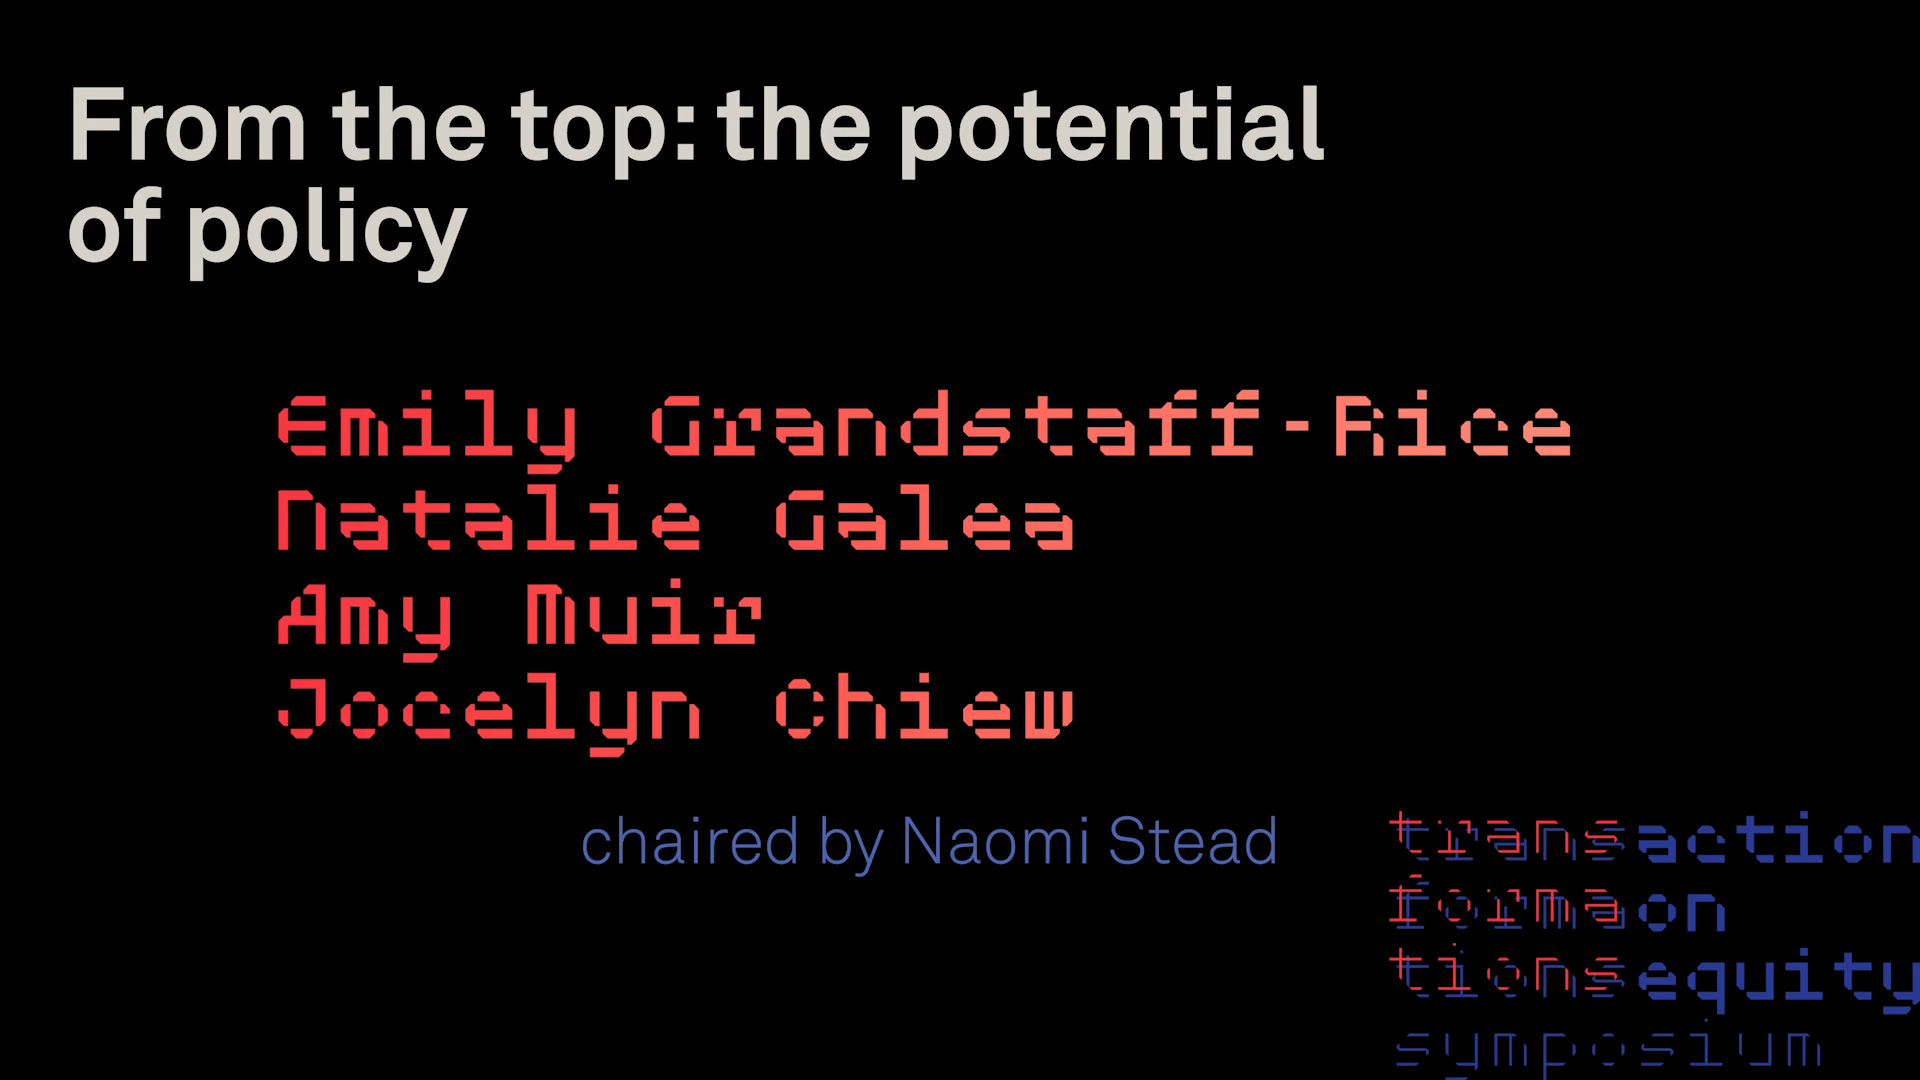 From the top: the potential
of policy
Emily Grandstaff-Rice
Natalie Galea
Amy Muir
Jocelyn Chiew
chaired by Naomi Stead
transaction
formaon
tionsequity
symposium